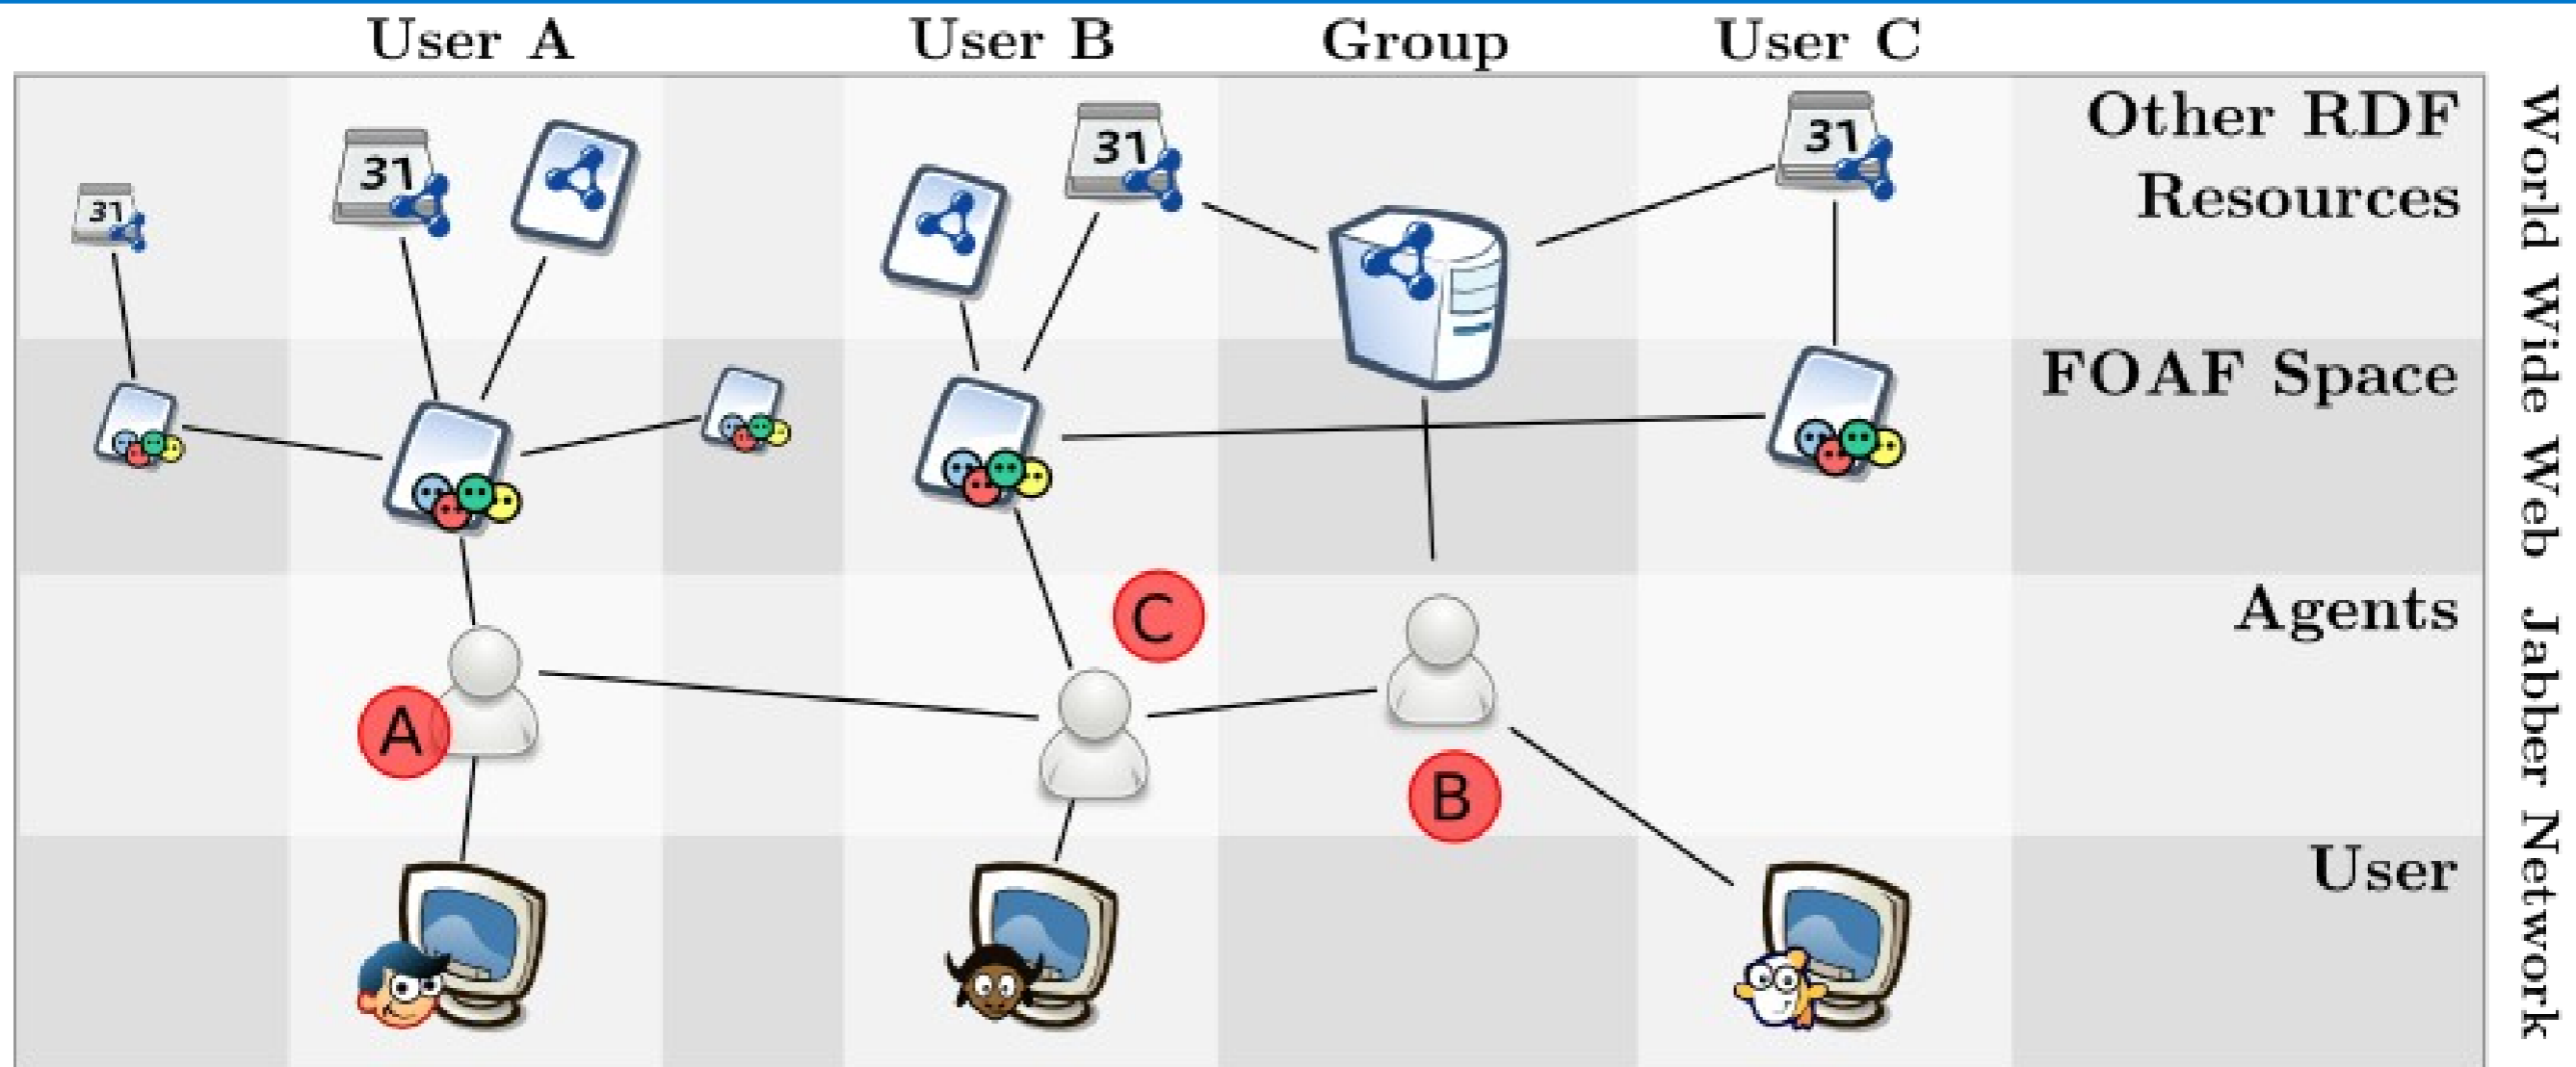 User A
User B
Group
User C
Other RDF
Resources
31
31
31
31
FOAF Space
Agents
C
A
B
User
World Wide Web
Jabber Network